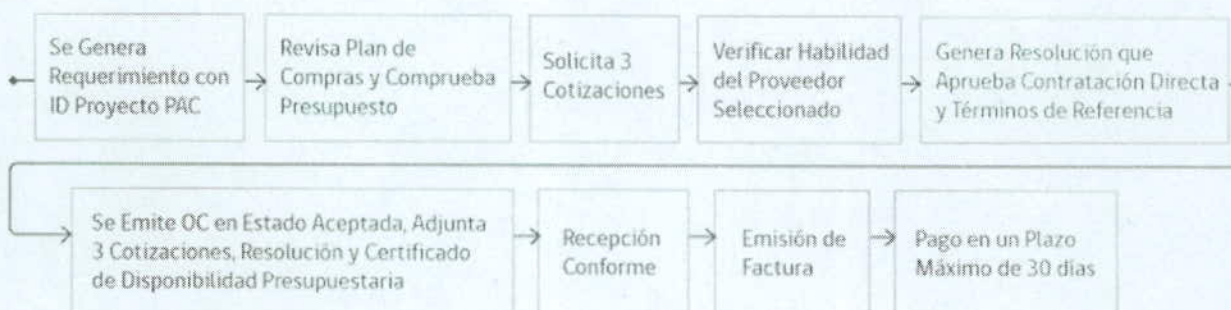 Se Genera
Requerimiento con
ID Proyecto PAC
Revisa Plan de
Compras y Comprueba
Presupuesto
Solicita 3
Cotizaciones
Verificar Habilidad
del Proveedor
Seleccionado
Genera Resolución que
Aprueba Contratación Directa
y Términos de Referencia
Se Emite OC en Estado Aceptada, Adjunta
3 Cotizaciones, Resolución y Certificado
de Disponibilidad Presupuestaria
Recepción
Conforme
Emisión de
Factura
Pago en un Plazo
Máximo de 30 días